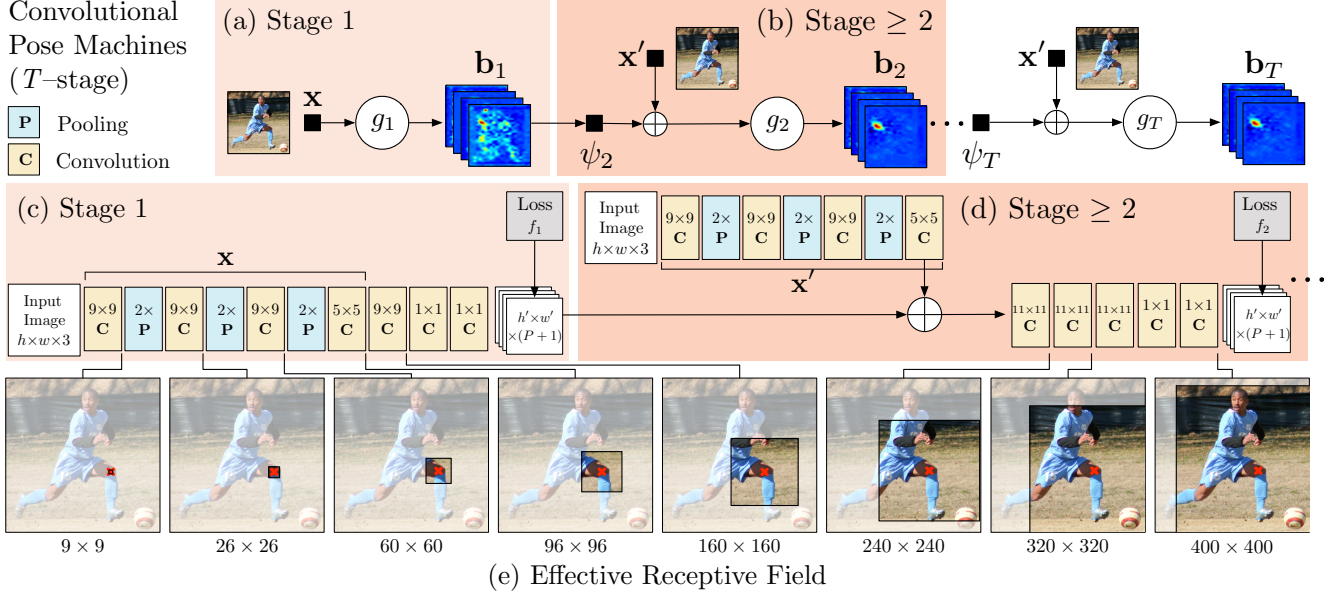 Convolutional
Pose Machines
(T–stage)
P Pooling
C Convolution
(a) Stage 1
x
g₁
b₁
(b) Stage ≥ 2
ψ₂
x′
g₂
b₂
ψ_T
x′
g_T
b_T
(c) Stage 1
x
Input
Image
h×w×3
9×9
C
2×
P
9×9
C
2×
P
9×9
C
2×
P
5×5
C
9×9
C
1×1
C
1×1
C
Loss
f₁
h′×w′
×(P+1)
(d) Stage ≥ 2
Input
Image
h×w×3
9×9
C
2×
P
9×9
C
2×
P
9×9
C
2×
P
5×5
C
x′
11×11
C
11×11
C
11×11
C
1×1
C
1×1
C
Loss
f₂
h′×w′
×(P+1)
9 × 9
26 × 26
60 × 60
96 × 96
160 × 160
240 × 240
320 × 320
400 × 400
(e) Effective Receptive Field